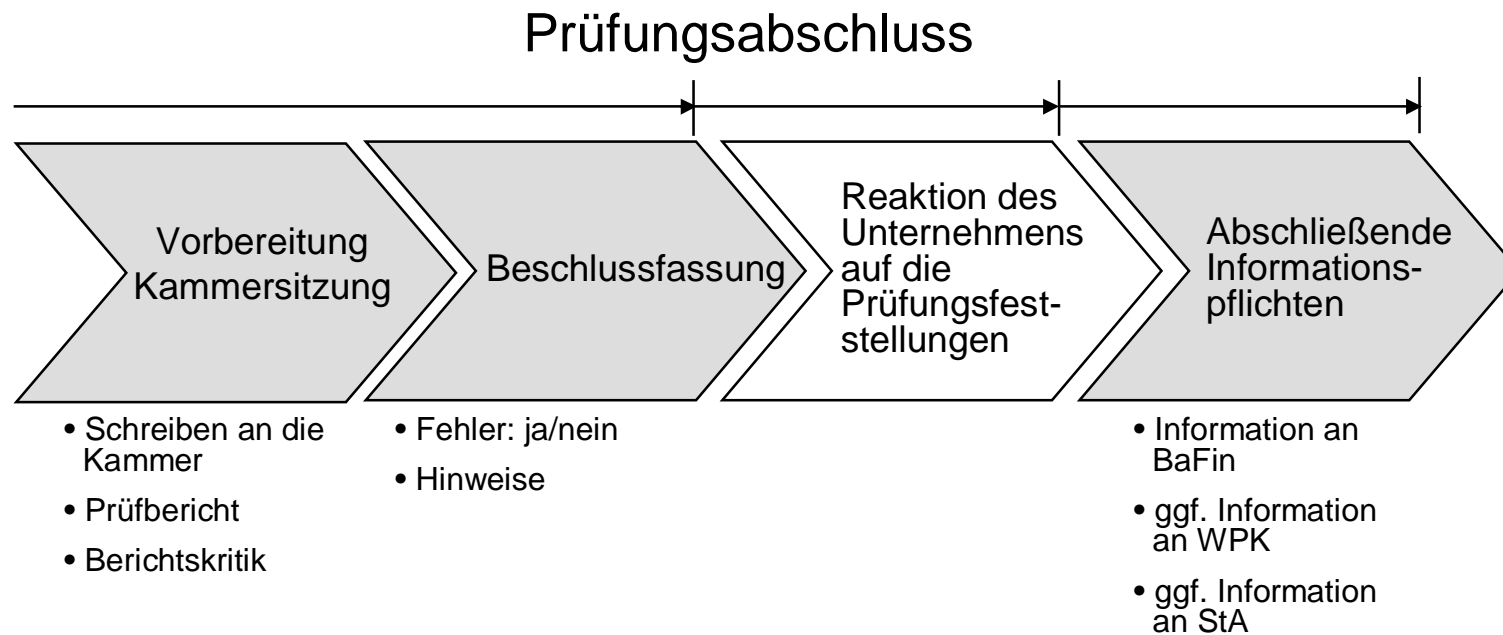 Prüfungsabschluss
Vorbereitung
Kammersitzung
Beschlussfassung
Reaktion des
Unternehmens
auf die
Prüfungsfest-
stellungen
Abschließende
Informations-
pflichten
• Schreiben an die
Kammer
• Prüfbericht
• Berichtskritik
• Fehler: ja/nein
• Hinweise
• Information an
BaFin
• ggf. Information
an WPK
• ggf. Information
an StA